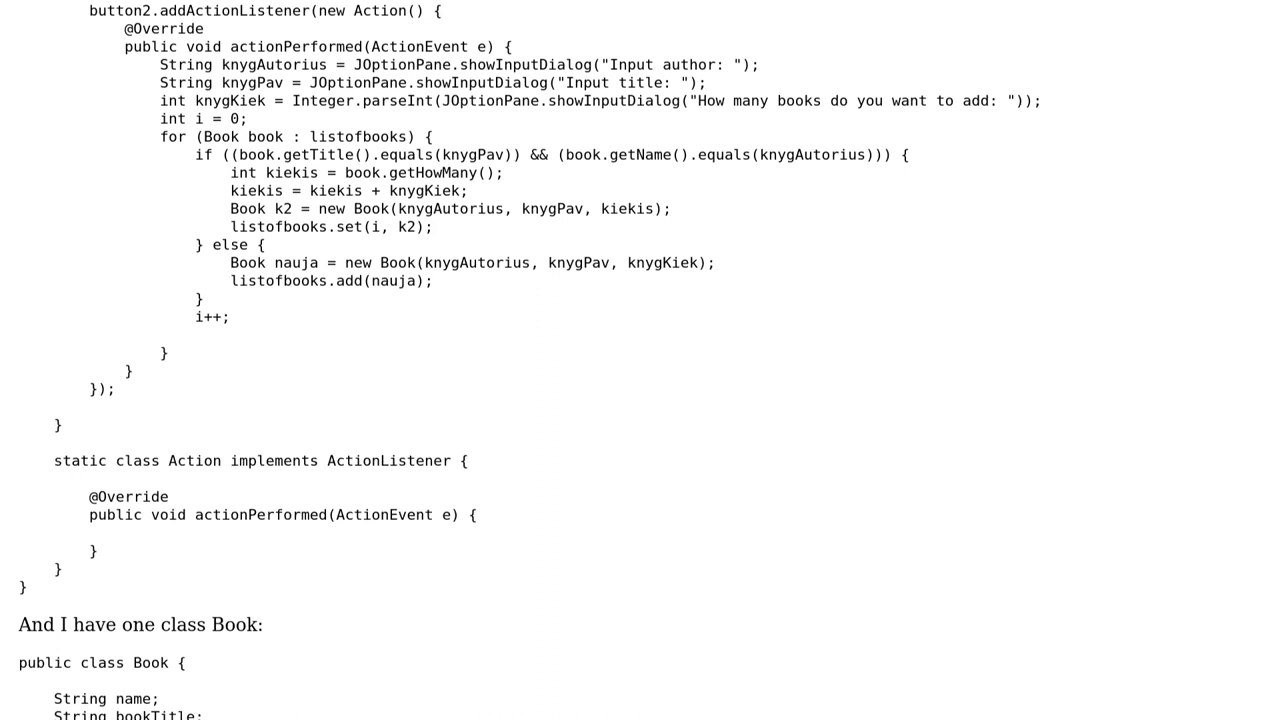 button2.addActionListener(new Action() {
@Override
public void actionPerformed(ActionEvent e) {
String knygAutorius = JOptionPane.showInputDialog("Input author: ");
String knygPav = JOptionPane.showInputDialog("Input title: ");
int knygKiek = Integer.parseInt(JOptionPane.showInputDialog("How many books do you want to add: "));
int i = 0;
for (Book book : listofbooks) {
if ((book.getTitle().equals(knygPav)) && (book.getName().equals(knygAutorius))) {
int kiekis = book.getHowMany();
kiekis = kiekis + knygKiek;
Book k2 = new Book(knygAutorius, knygPav, kiekis);
listofbooks.set(i, k2);
} else {
Book nauja = new Book(knygAutorius, knygPav, knygKiek);
listofbooks.add(nauja);
}
i++;
}
}
});
}
static class Action implements ActionListener {
@Override
public void actionPerformed(ActionEvent e) {
}
}
}
And I have one class Book:
public class Book {
String name;
String bookTitle;